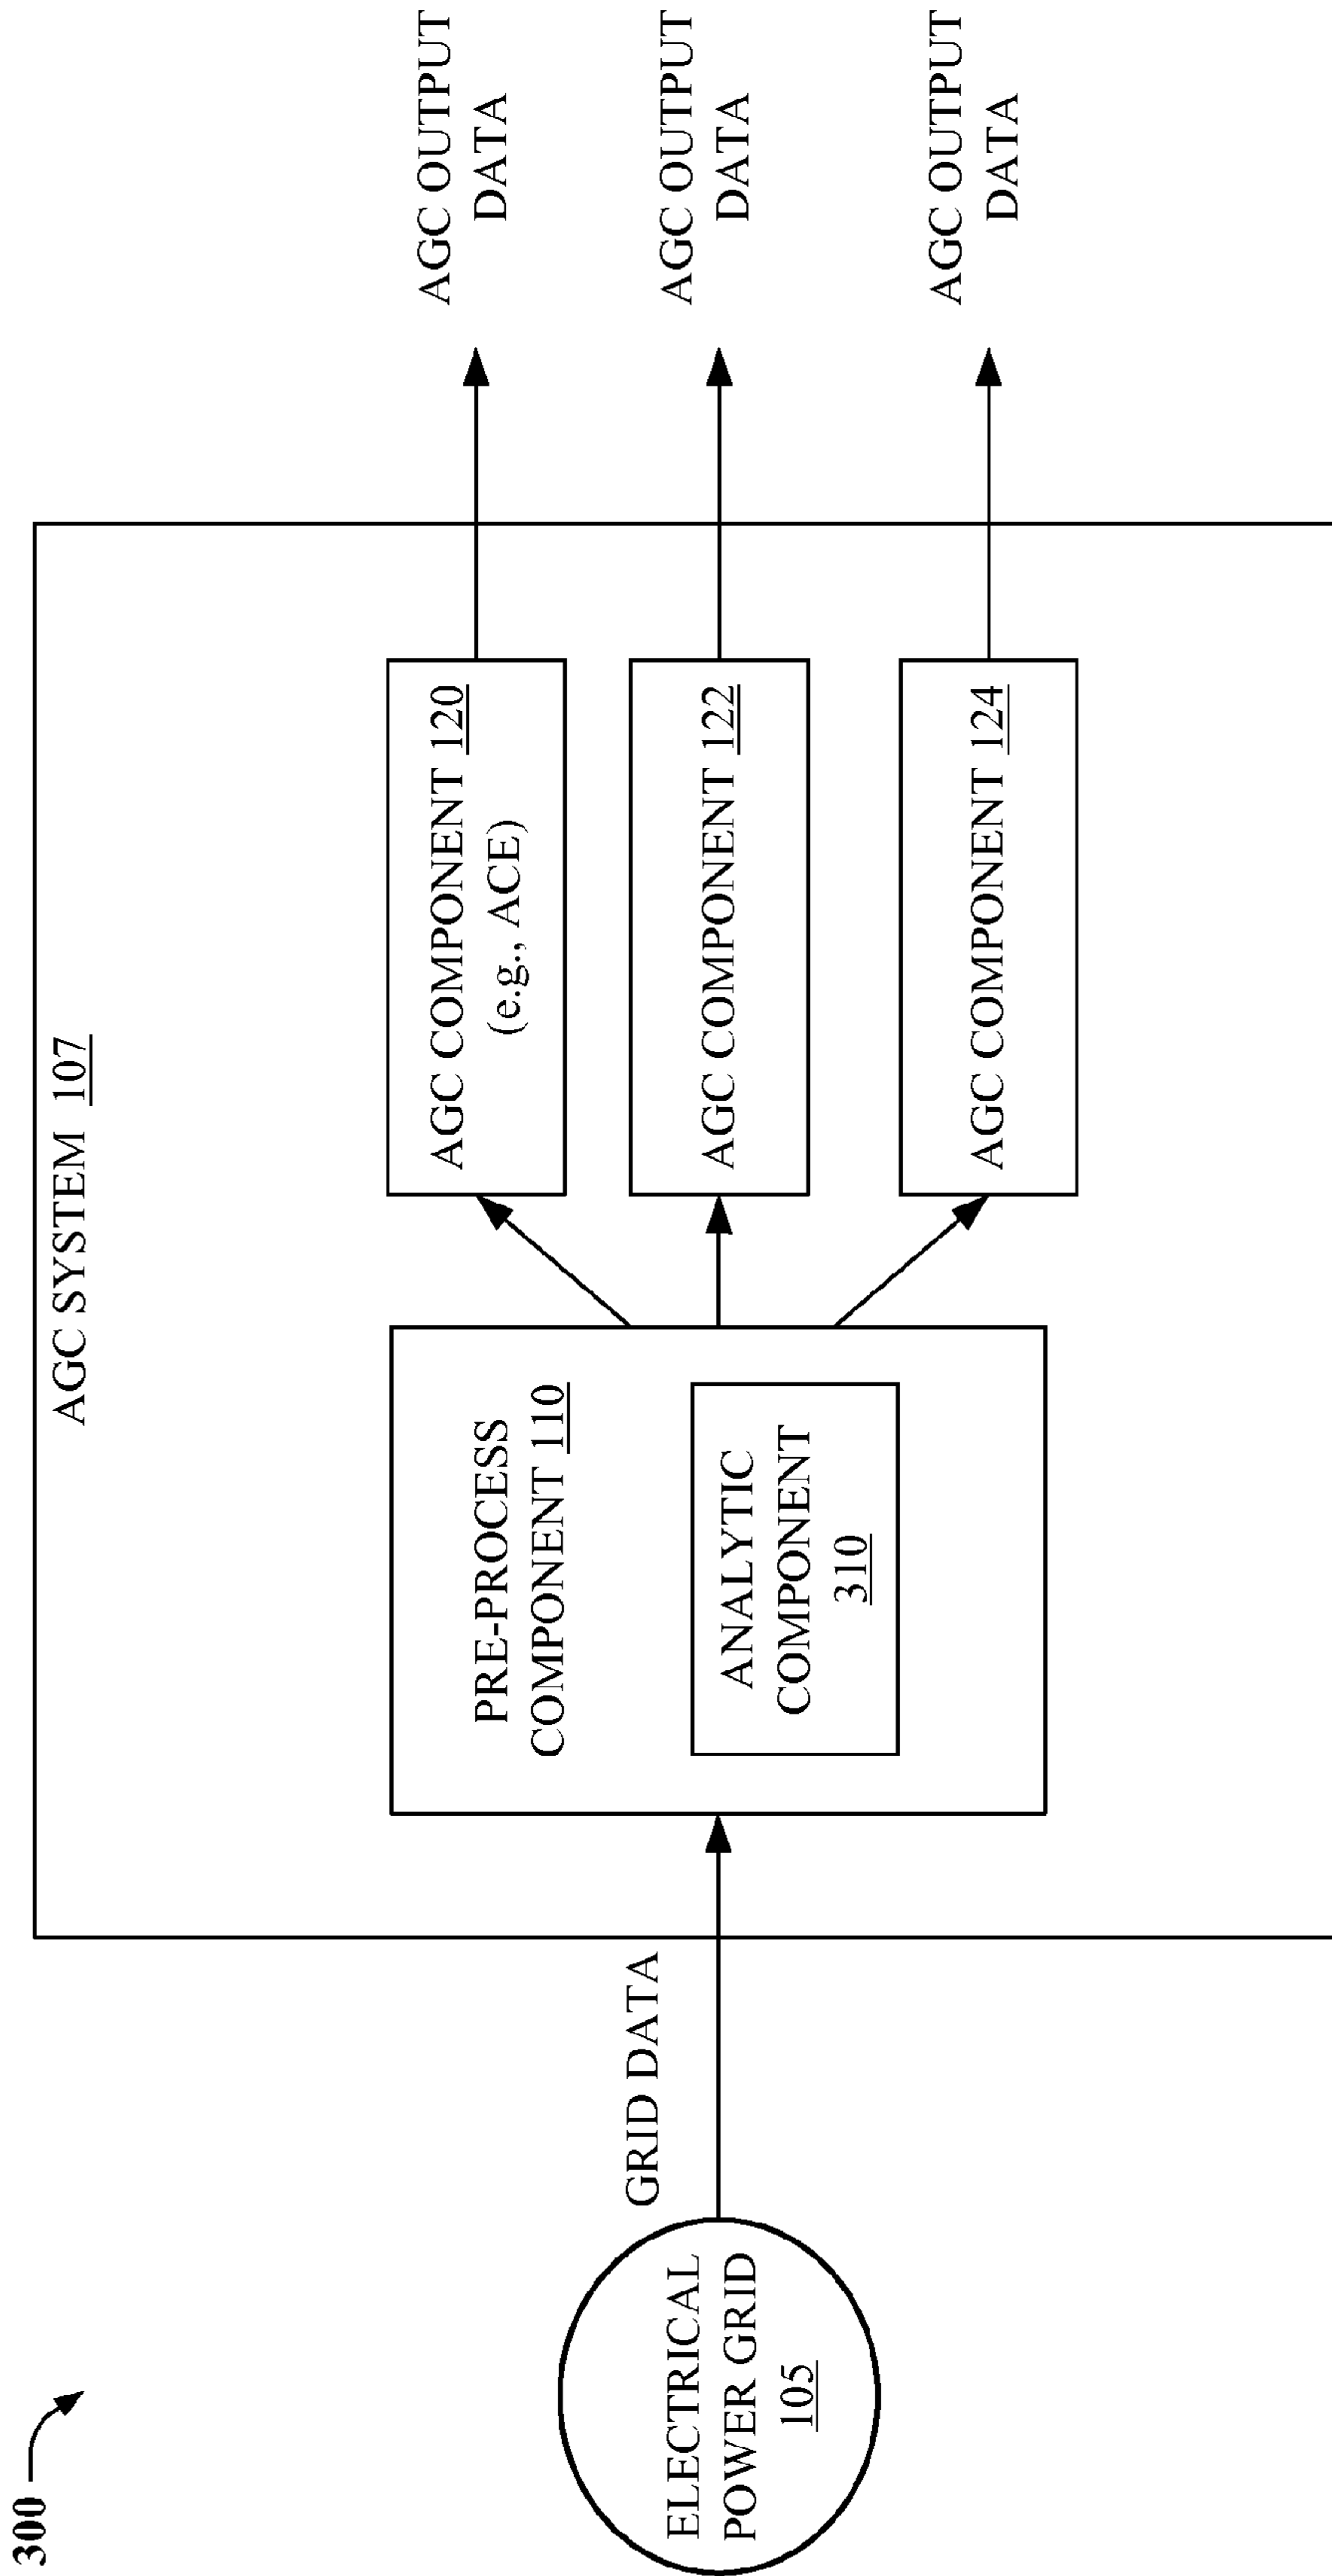 300
AGC SYSTEM 107
ELECTRICAL
POWER GRID
105
GRID DATA
PRE-PROCESS
COMPONENT 110
ANALYTIC
COMPONENT
310
AGC COMPONENT 120
(e.g., ACE)
AGC COMPONENT 122
AGC COMPONENT 124
AGC OUTPUT
DATA
AGC OUTPUT
DATA
AGC OUTPUT
DATA